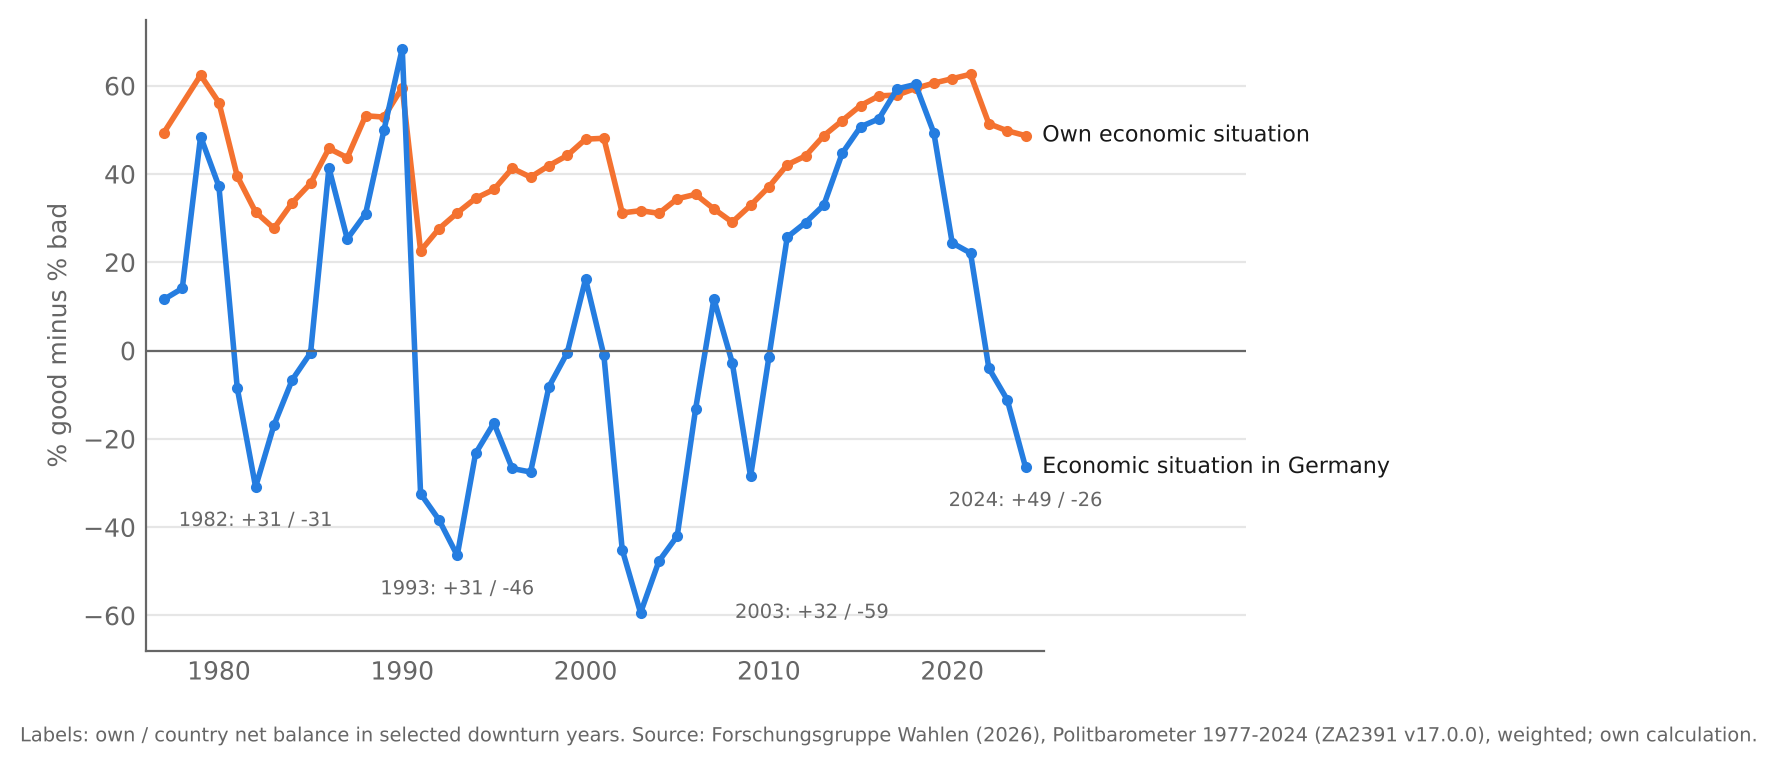 % good minus % bad
60
40
20
0
−20
−40
−60
1980
1990
2000
2010
2020
Own economic situation
Economic situation in Germany
2024: +49 / -26
1982: +31 / -31
1993: +31 / -46
2003: +32 / -59
Labels: own / country net balance in selected downturn years. Source: Forschungsgruppe Wahlen (2026), Politbarometer 1977-2024 (ZA2391 v17.0.0), weighted; own calculation.